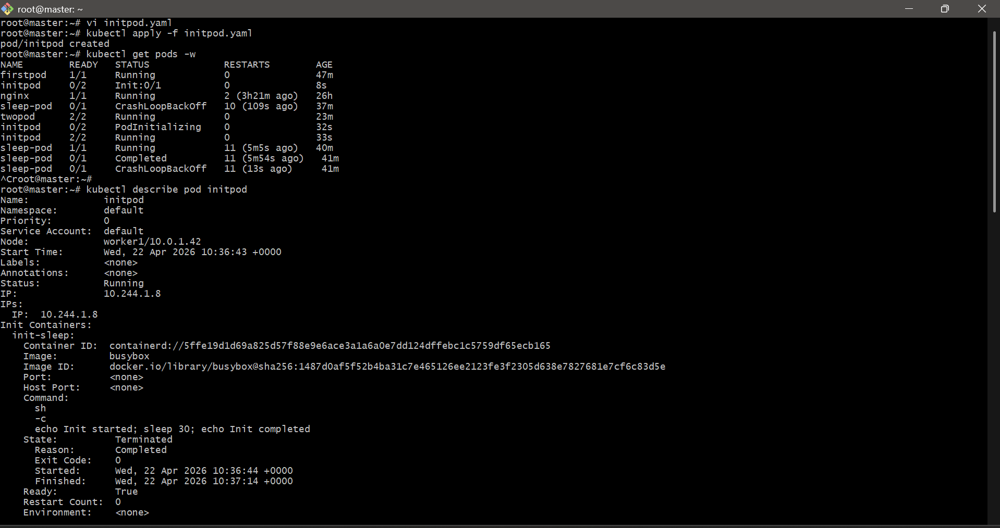 root@master: ~
root@master:~# vi initpod.yaml
root@master:~# kubectl apply -f initpod.yaml
pod/initpod created
root@master:~# kubectl get pods -w
NAME        READY   STATUS             RESTARTS        AGE
firstpod    1/1     Running            0               47m
initpod     0/2     Init:0/1           0               8s
nginx       1/1     Running            2 (3h21m ago)   26h
sleep-pod   0/1     CrashLoopBackOff   10 (109s ago)   37m
twopod      2/2     Running            0               23m
initpod     0/2     PodInitializing    0               32s
initpod     2/2     Running            0               33s
sleep-pod   1/1     Running            11 (5m5s ago)   40m
sleep-pod   0/1     Completed          11 (5m54s ago)   41m
sleep-pod   0/1     CrashLoopBackOff   11 (13s ago)     41m
^Croot@master:~#
root@master:~# kubectl describe pod initpod
Name:             initpod
Namespace:        default
Priority:         0
Service Account:  default
Node:             worker1/10.0.1.42
Start Time:       Wed, 22 Apr 2026 10:36:43 +0000
Labels:           <none>
Annotations:      <none>
Status:           Running
IP:               10.244.1.8
IPs:
  IP:  10.244.1.8
Init Containers:
  init-sleep:
    Container ID:  containerd://5ffe19d1d69a825d57f88e9e6ace3a1a6a0e7dd124dffebc1c5759df65ecb165
    Image:         busybox
    Image ID:      docker.io/library/busybox@sha256:1487d0af5f52b4ba31c7e465126ee2123fe3f2305d638e7827681e7cf6c83d5e
    Port:          <none>
    Host Port:     <none>
    Command:
      sh
      -c
      echo Init started; sleep 30; echo Init completed
    State:          Terminated
      Reason:       Completed
      Exit Code:    0
      Started:      Wed, 22 Apr 2026 10:36:44 +0000
      Finished:     Wed, 22 Apr 2026 10:37:14 +0000
    Ready:          True
    Restart Count:  0
    Environment:    <none>